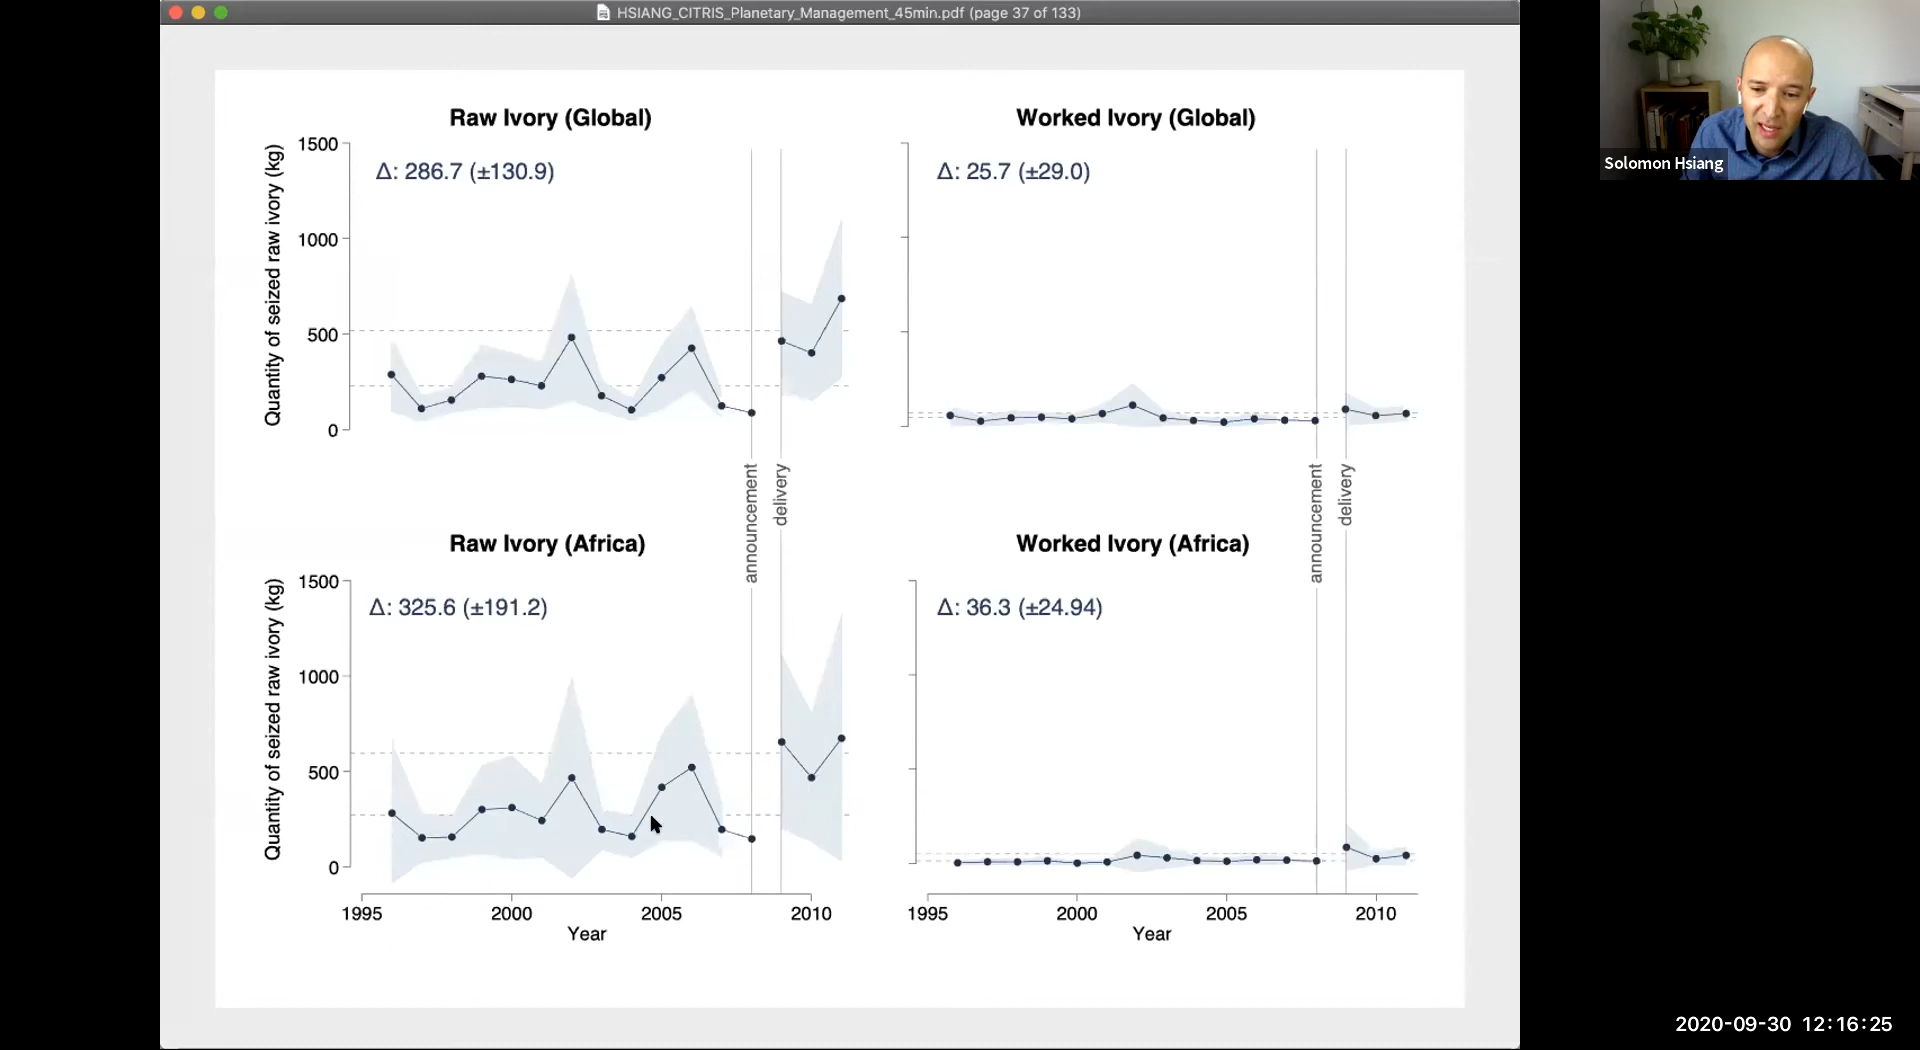 HSIANG_CITRIS_Planetary_Management_45min.pdf (page 37 of 133)
Solomon Hsiang
Raw Ivory (Global)
Δ: 286.7 (±130.9)
Quantity of seized raw ivory (kg)
1500
1000
500
0
Worked Ivory (Global)
Δ: 25.7 (±29.0)
announcement
delivery
announcement
delivery
Raw Ivory (Africa)
Δ: 325.6 (±191.2)
Quantity of seized raw ivory (kg)
1500
1000
500
0
1995 2000 2005 2010
Year
Worked Ivory (Africa)
Δ: 36.3 (±24.94)
1995 2000 2005 2010
Year
2020-09-30 12:16:25